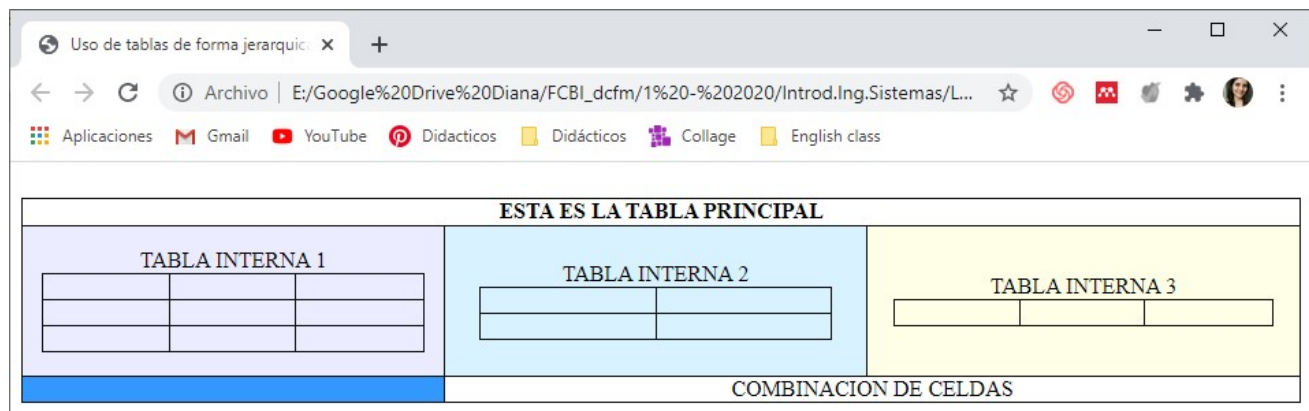 Uso de tablas de forma jerarquic
Archivo | E:/Google%20Drive%20Diana/FCBI_dcfm/1%20-%202020/Introd.Ing.Sistemas/L...
Aplicaciones Gmail YouTube Didacticos Didácticos Collage English class
ESTA ES LA TABLA PRINCIPAL
TABLA INTERNA 1
TABLA INTERNA 2
TABLA INTERNA 3
COMBINACION DE CELDAS